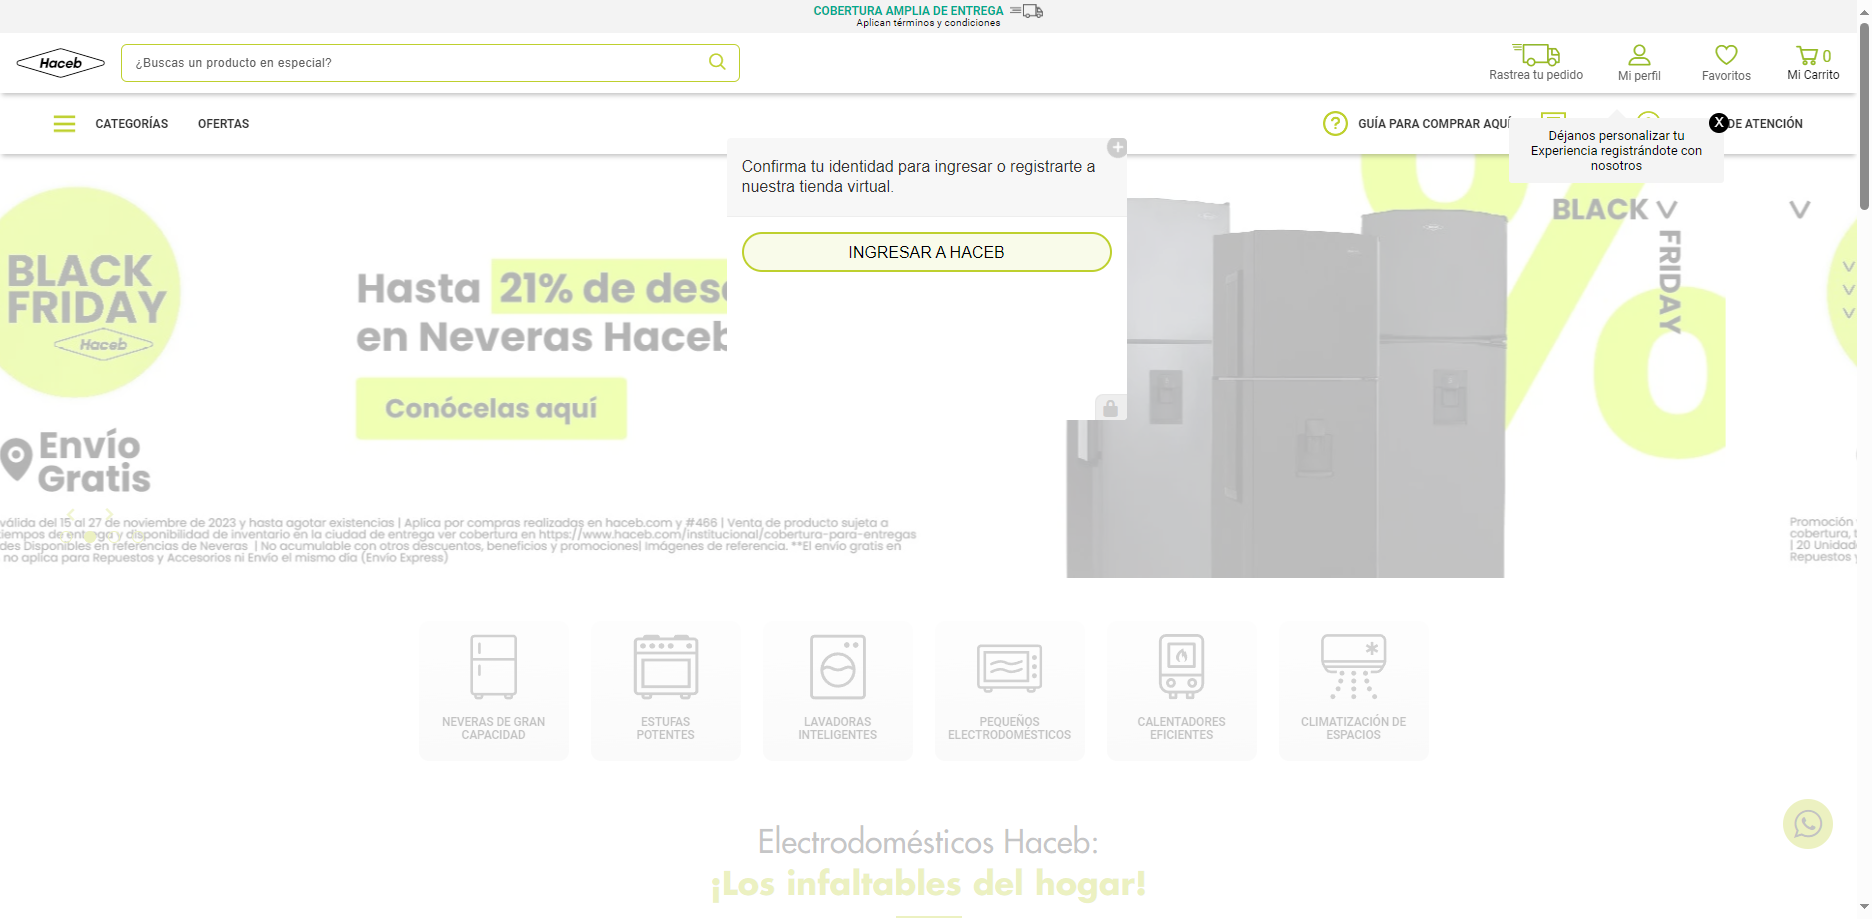 COBERTURA AMPLIA DE ENTREGA
Aplican términos y condiciones
Haceb
¿Buscas un producto en especial?
Rastrea tu pedido
Mi perfil
Favoritos
0
Mi Carrito
CATEGORÍAS
OFERTAS
GUÍA PARA COMPRAR AQUÍ
DE ATENCIÓN
X
Déjanos personalizar tu
Experiencia registrándote con
nosotros
Confirma tu identidad para ingresar o registrarte a
nuestra tienda virtual.
INGRESAR A HACEB
BLACK
FRIDAY
Haceb
Envío
Gratis
Hasta 21% de des
en Neveras Haceb
Conócelas aquí
BLACK
FRIDAY
%
válida del 15 al 27 de noviembre de 2023 y hasta agotar existencias | Aplica por compras realizadas en haceb.com y #466 | Venta de producto sujeta a
tiempos de entrega y disponibilidad de inventario en la ciudad de entrega ver cobertura en https://www.haceb.com/institucional/cobertura-para-entregas
des Disponibles en referencias de Neveras | No acumulable con otros descuentos, beneficios y promociones| Imágenes de referencia. **El envío gratis en
no aplica para Repuestos y Accesorios ni Envío el mismo día (Envío Express)
Promoción
cobertura, t
| 20 Unidad
Repuestos y
NEVERAS DE GRAN
CAPACIDAD
ESTUFAS
POTENTES
LAVADORAS
INTELIGENTES
PEQUEÑOS
ELECTRODOMÉSTICOS
CALENTADORES
EFICIENTES
CLIMATIZACIÓN DE
ESPACIOS
Electrodomésticos Haceb:
¡Los infaltables del hogar!